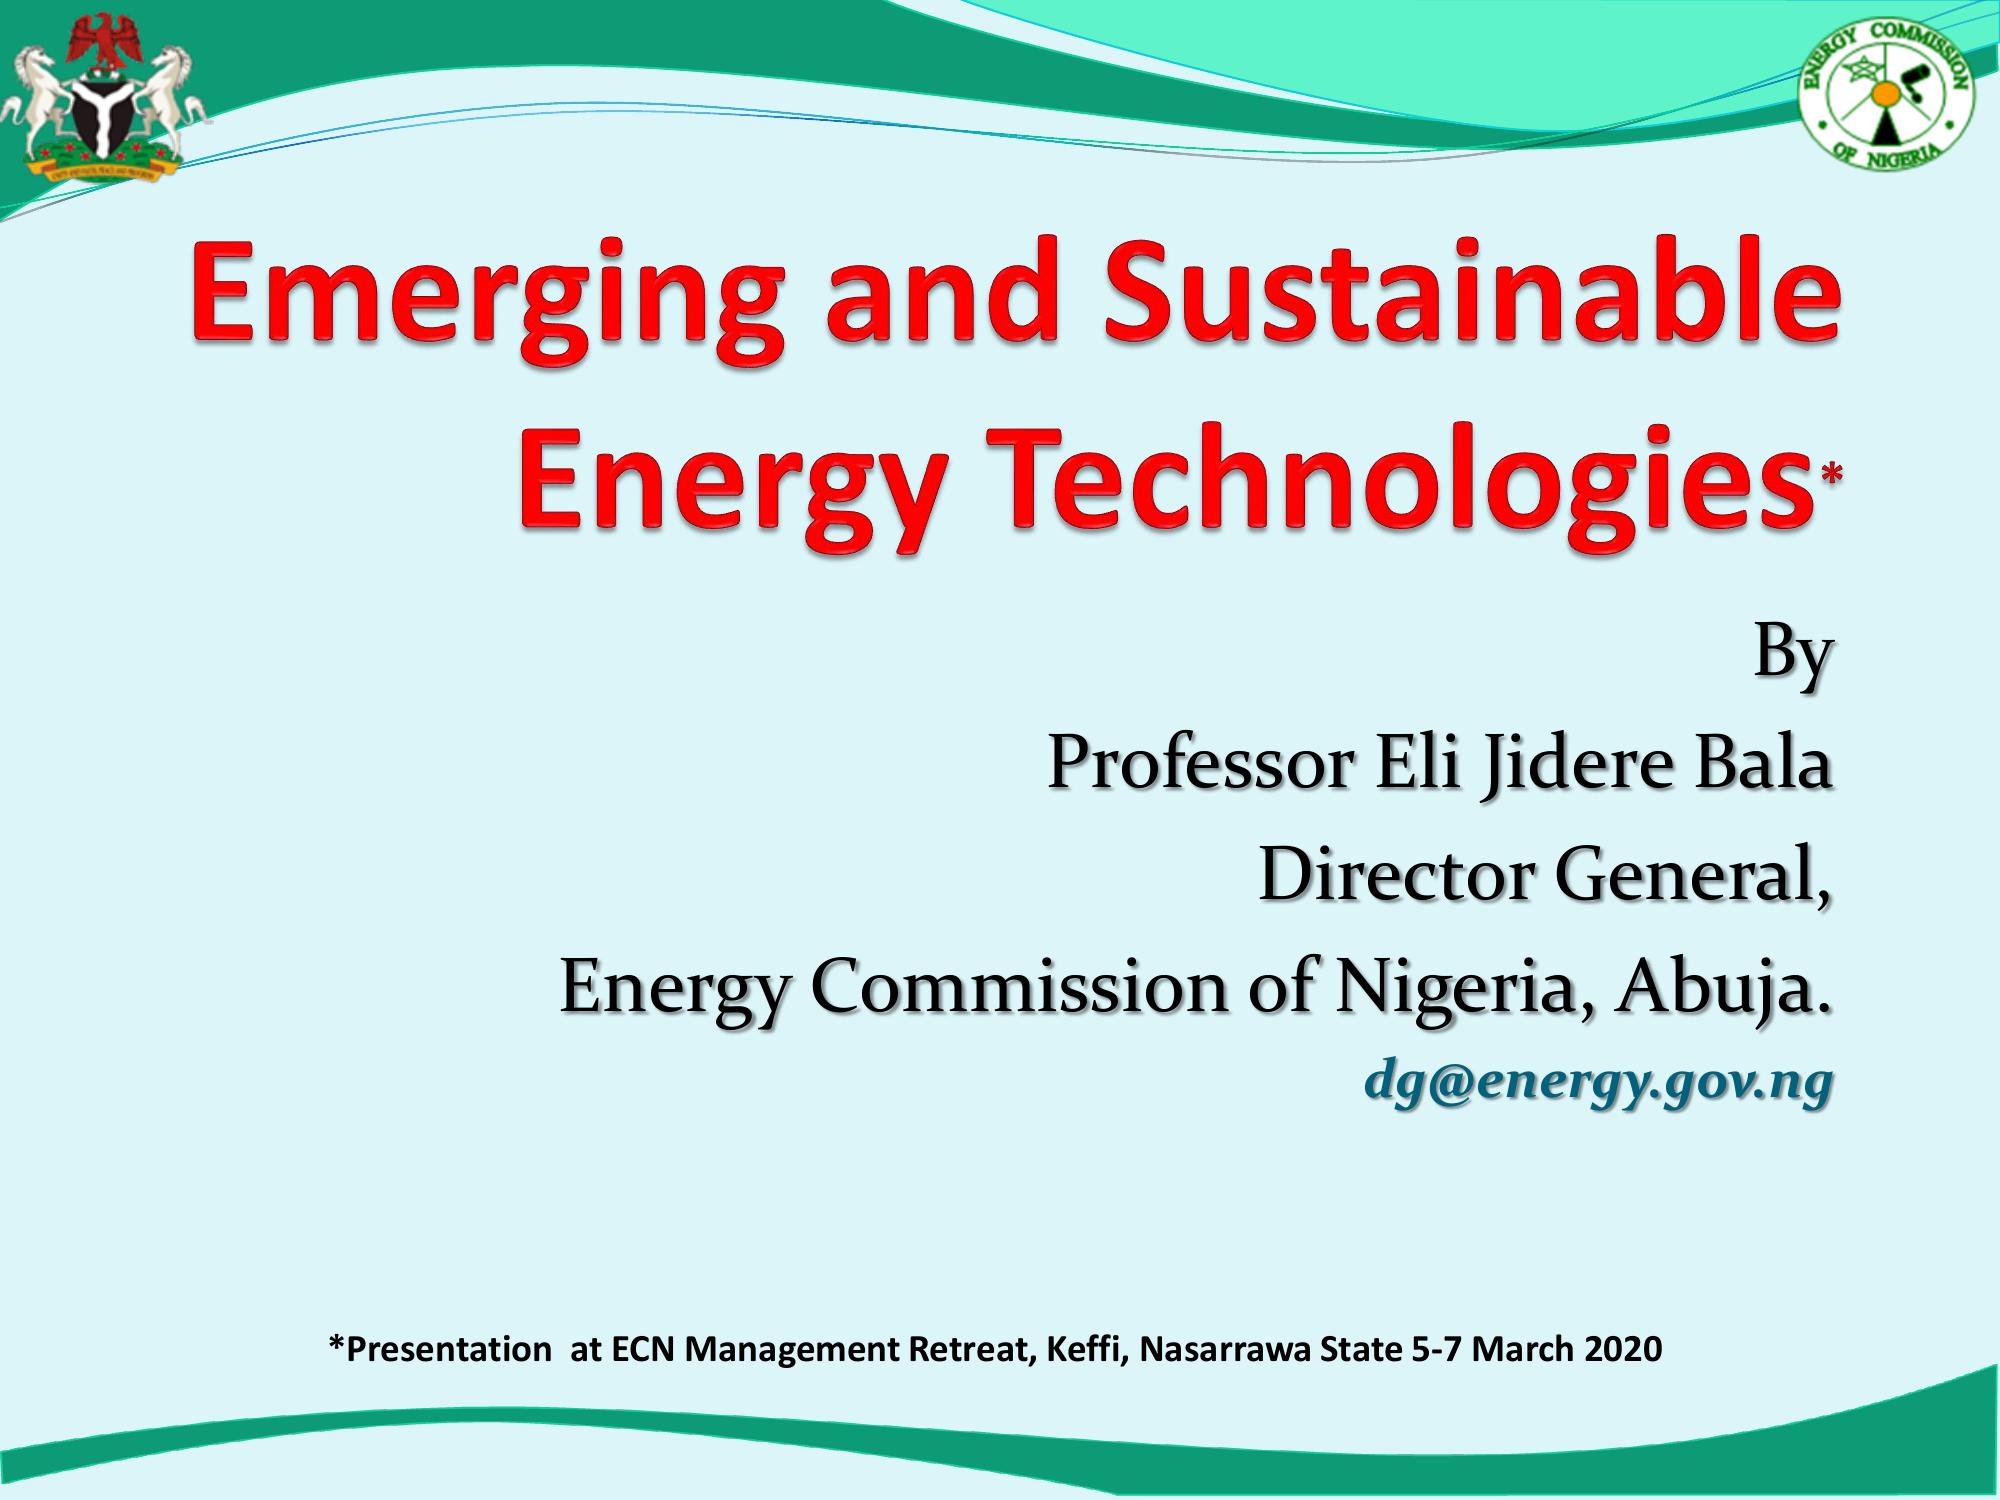 ENERGY COMMISSION
OF NIGERIA
Emerging and Sustainable
Energy Technologies*
By
Professor Eli Jidere Bala
Director General,
Energy Commission of Nigeria, Abuja.
dg@energy.gov.ng
*Presentation at ECN Management Retreat, Keffi, Nasarrawa State 5-7 March 2020